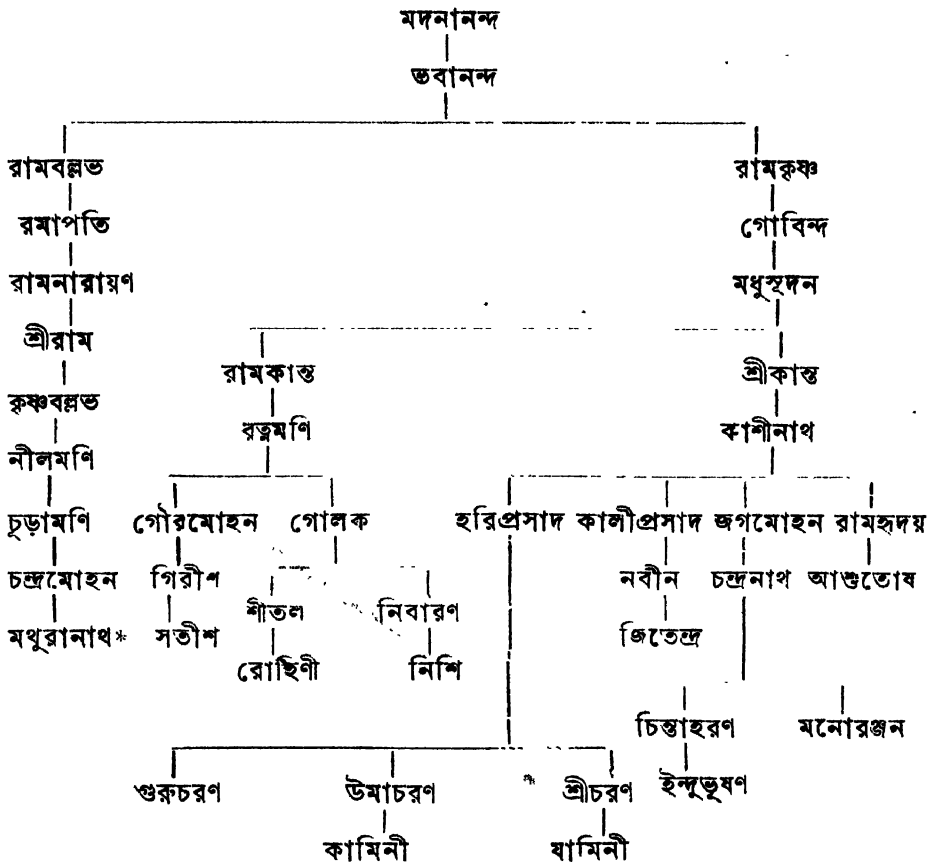 মদনানন্দ
ভবানন্দ
রামবল্লভ রামকৃষ্ণ
রমাপতি গোবিন্দ
রামনারায়ণ মধুসূদন
শ্রীরাম
রামকান্ত শ্রীকান্ত
কৃষ্ণবল্লভ
রত্নমণি কাশীনাথ
নীলমণি
চূড়ামণি গৌরমোহন গোলক হরিপ্রসাদ কালীপ্রসাদ জগমোহন রামহৃদয়
চন্দ্রমোহন গিরীশ নবীন চন্দ্রনাথ আশুতোষ
শীতল নিবারণ
মথুরানাথ* সতীশ জিতেন্দ্র
রোহিণী নিশি
চিন্তাহরণ মনোরঞ্জন
গুরুচরণ উমাচরণ শ্রীচরণ ইন্দুভূষণ
কামিনী যামিনী